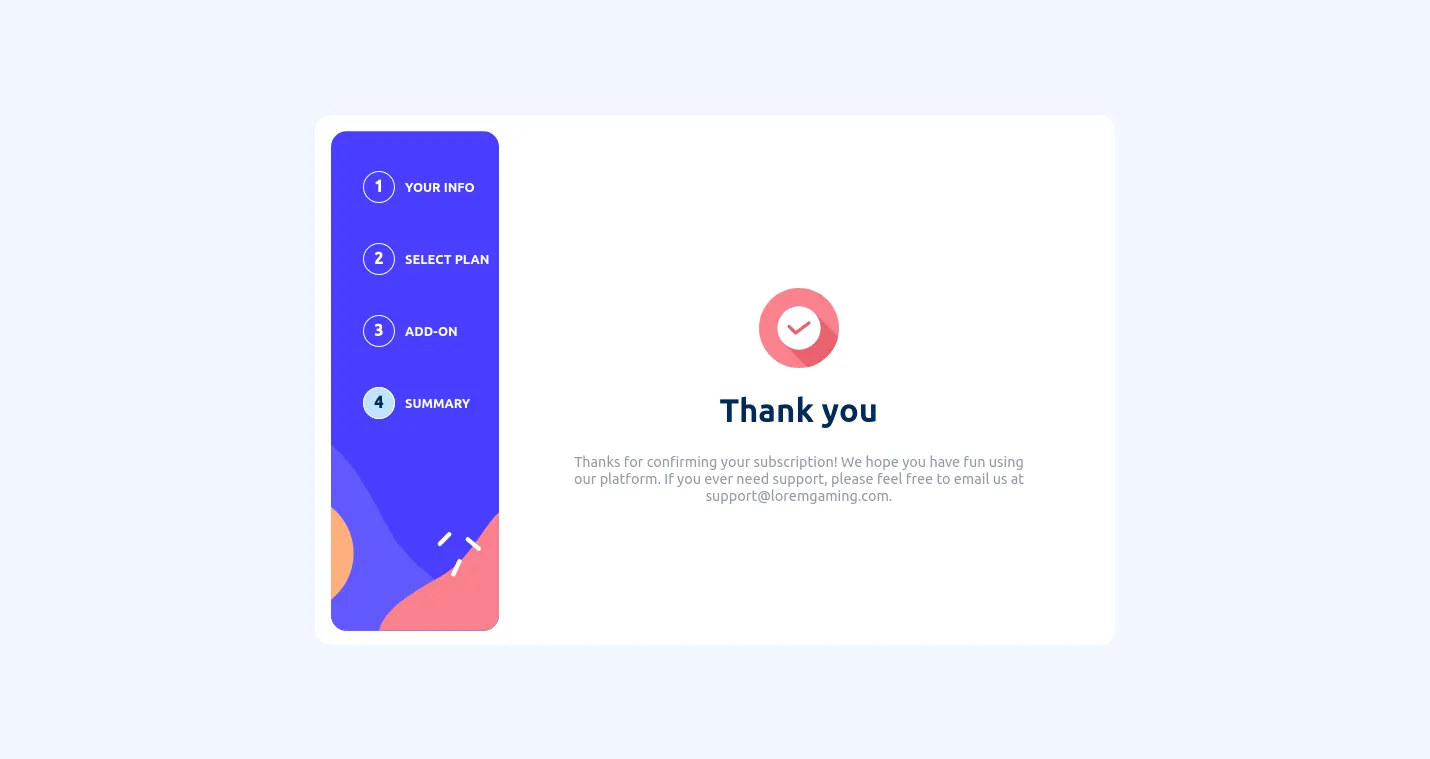 1 YOUR INFO
2 SELECT PLAN
3 ADD-ON
4 SUMMARY
Thank you
Thanks for confirming your subscription! We hope you have fun using
our platform. If you ever need support, please feel free to email us at
support@loremgaming.com.